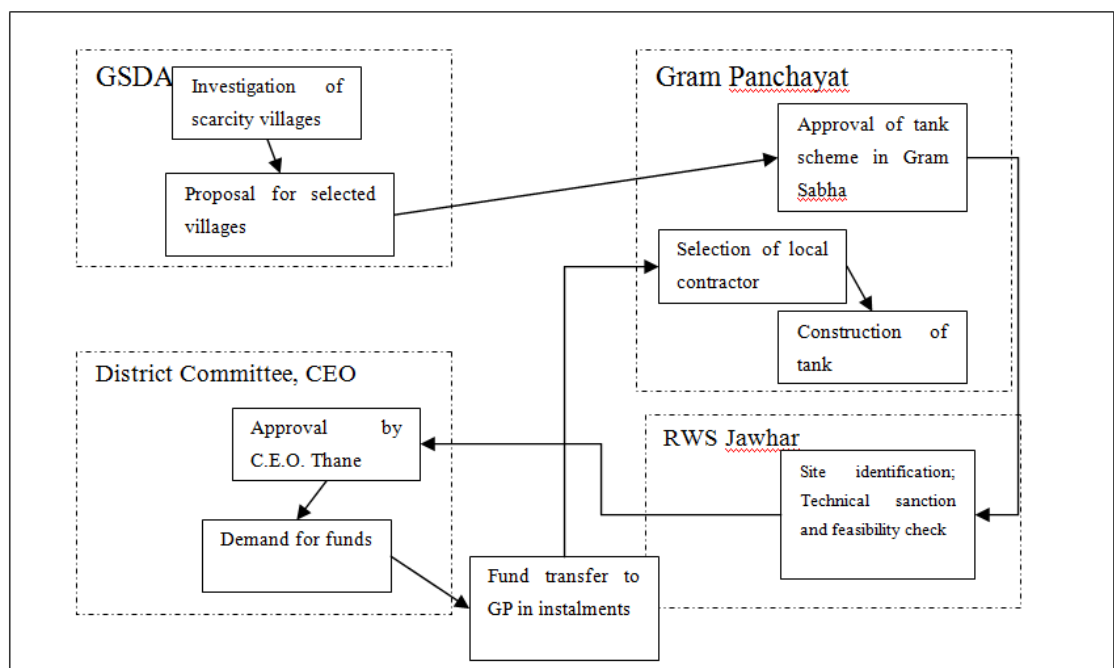 GSDA
Investigation of
scarcity villages
Proposal for selected
villages
Gram Panchayat
Approval of tank
scheme in Gram
Sabha
Selection of local
contractor
Construction of
tank
District Committee, CEO
Approval by
C.E.O. Thane
Demand for funds
Fund transfer to
GP in instalments
RWS Jawhar
Site identification;
Technical sanction
and feasibility check